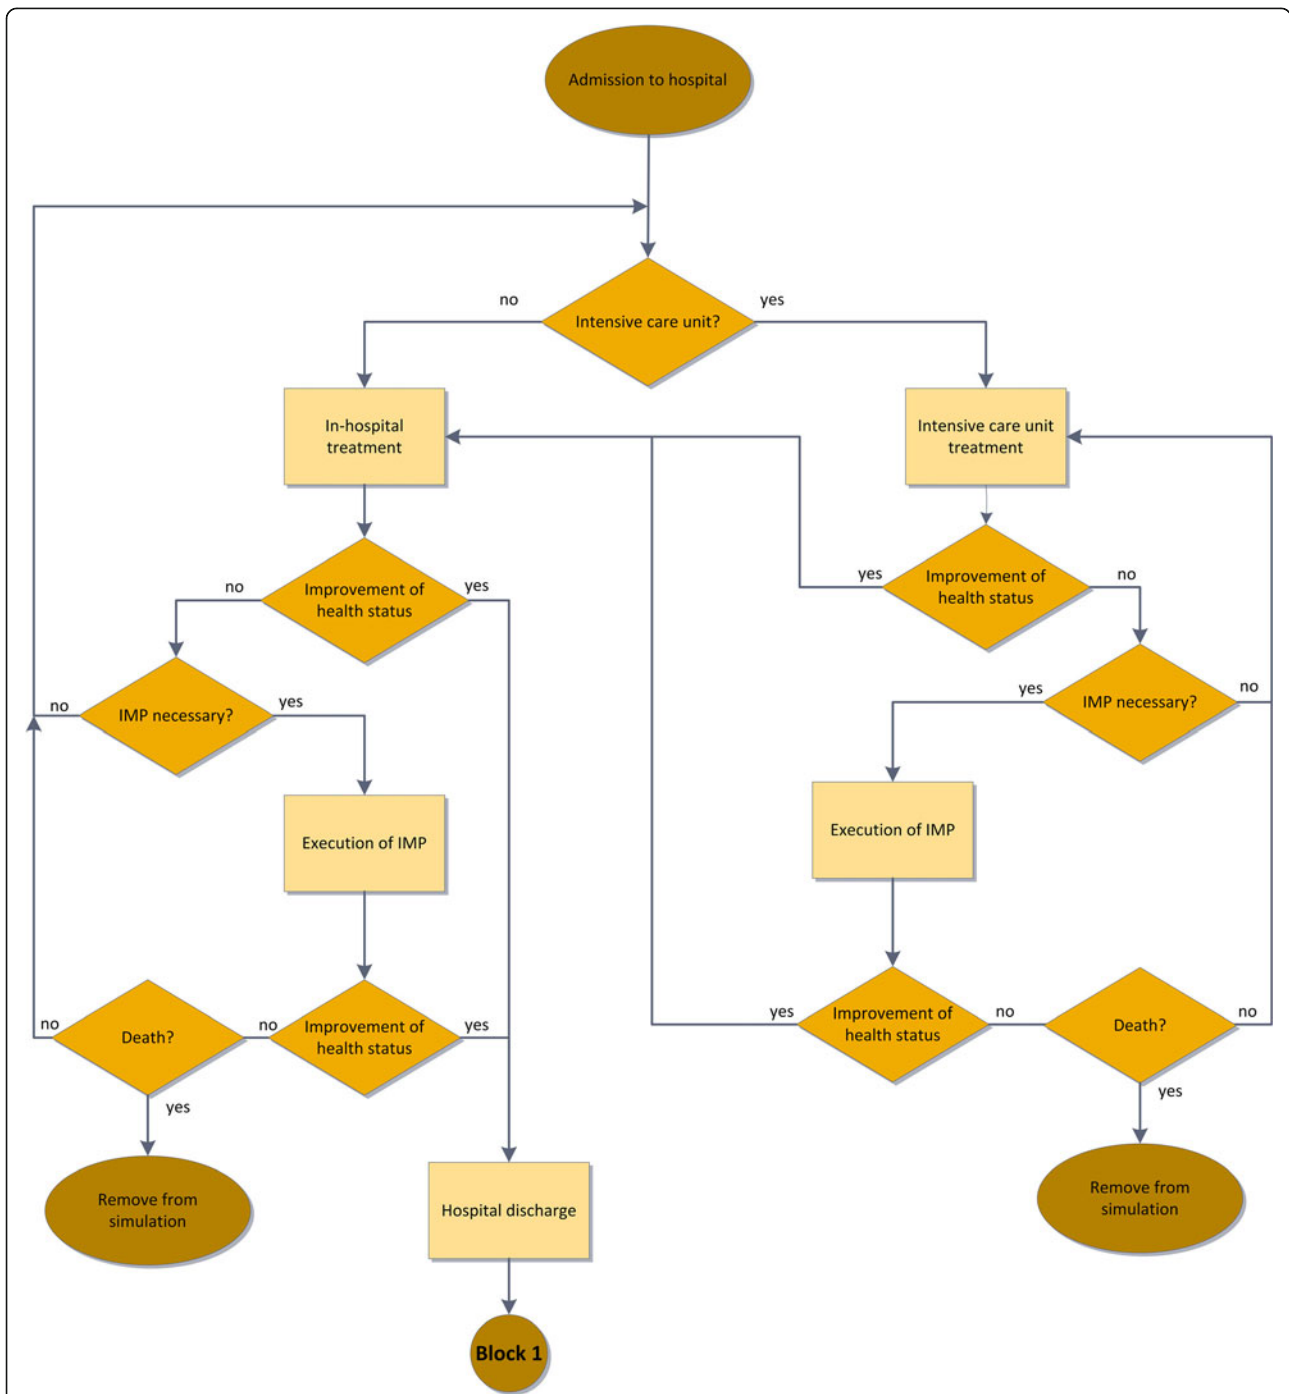 Admission to hospital
no
yes
Intensive care unit?
In-hospital
treatment
Intensive care unit
treatment
no
Improvement of
health status
yes
yes
Improvement of
health status
no
no
IMP necessary?
yes
yes
IMP necessary?
no
Execution of IMP
Execution of IMP
no
Death?
no
Improvement of
health status
yes
yes
Improvement of
health status
no
Death?
no
yes
yes
Remove from
simulation
Hospital discharge
Remove from
simulation
Block 1